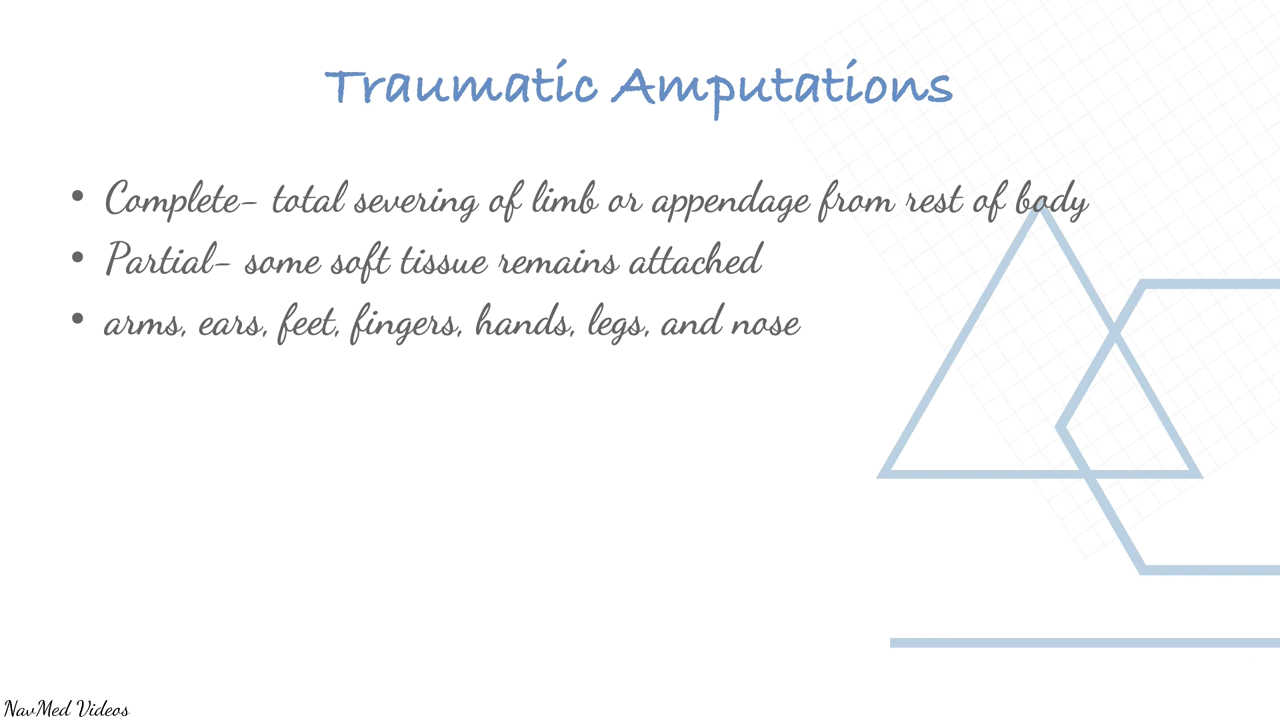 Traumatic Amputations
• Complete- total severing of limb or appendage from rest of body
• Partial- some soft tissue remains attached
• arms, ears, feet, fingers, hands, legs, and nose
NavMed Videos